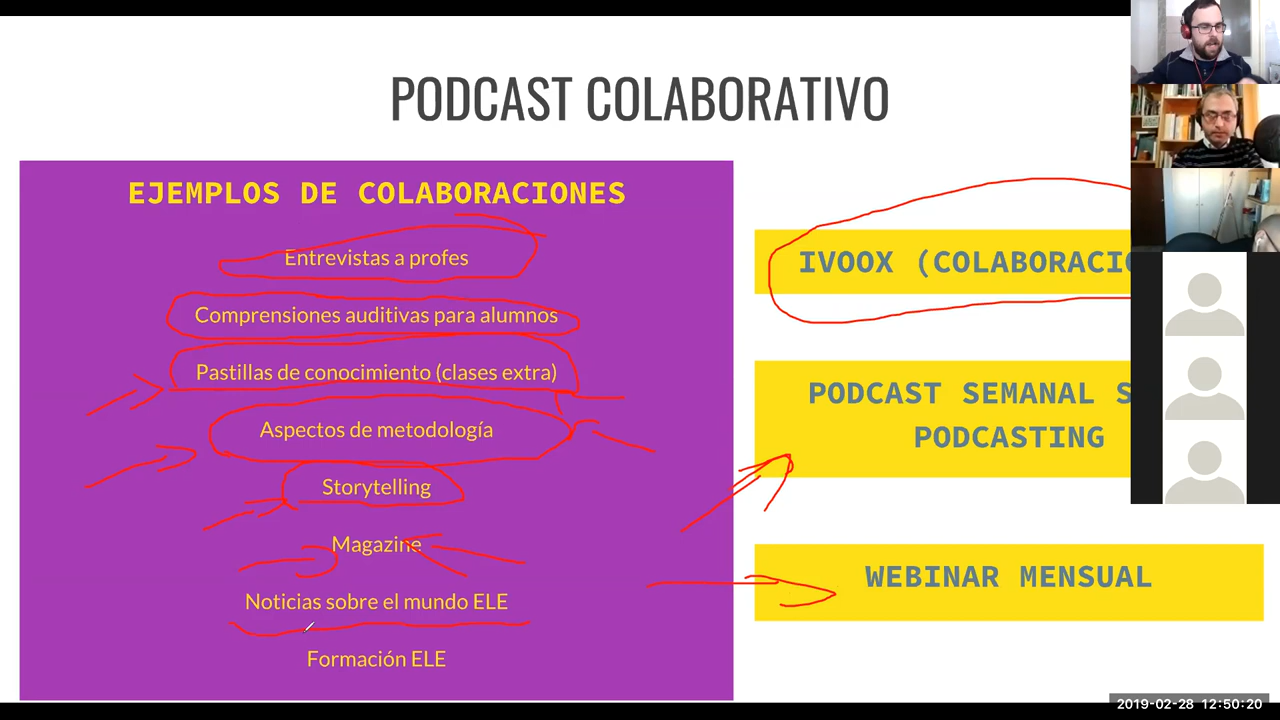 PODCAST COLABORATIVO
EJEMPLOS DE COLABORACIONES
Entrevistas a profes
Comprensiones auditivas para alumnos
Pastillas de conocimiento (clases extra)
Aspectos de metodología
Storytelling
Magazine
Noticias sobre el mundo ELE
Formación ELE
IVOOX (COLABORACIO
PODCAST SEMANAL S
PODCASTING
WEBINAR MENSUAL
2019-02-28 12:50:20